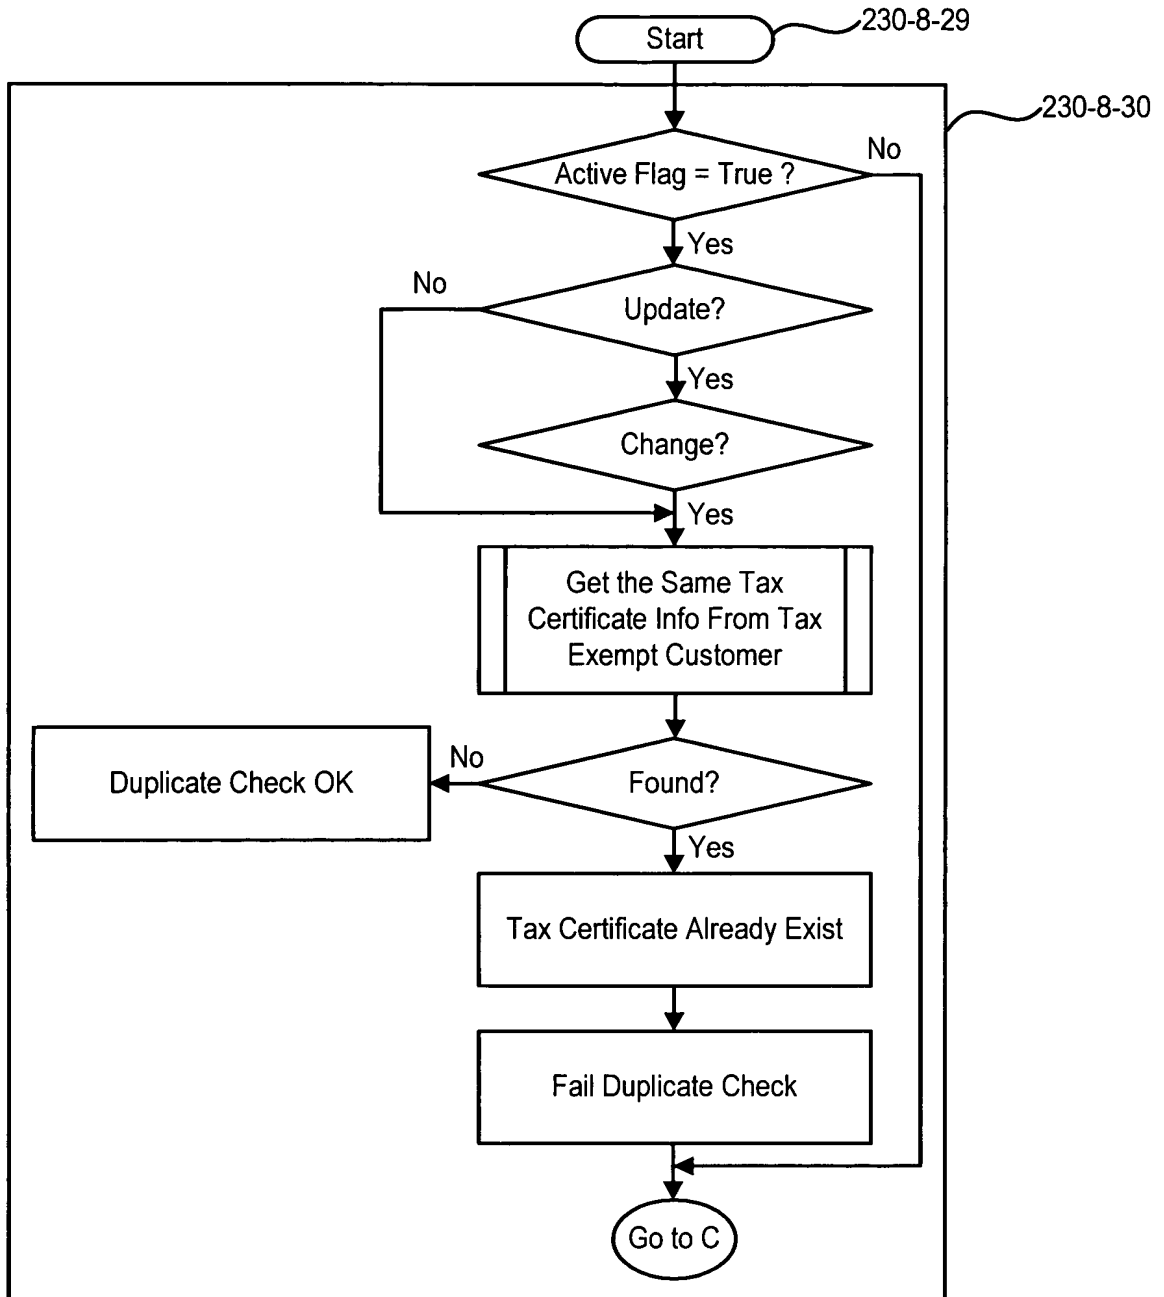 230-8-29
Start
230-8-30
No
Active Flag = True ?
Yes
No
Update?
Yes
Change?
Yes
Get the Same Tax
Certificate Info From Tax
Exempt Customer
No
Duplicate Check OK
Found?
Yes
Tax Certificate Already Exist
Fail Duplicate Check
Go to C